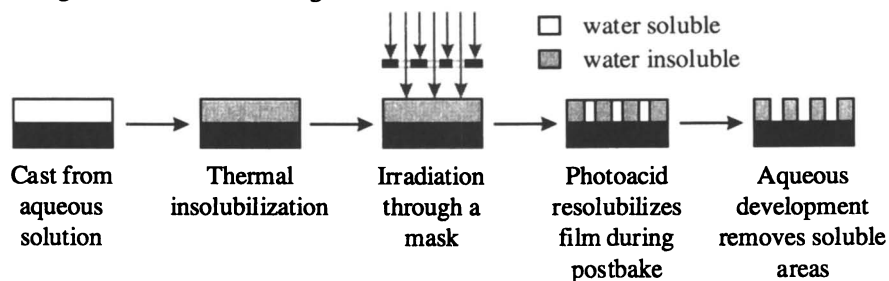 water soluble
water insoluble
Cast from
aqueous
solution
Thermal
insolubilization
Irradiation
through a
mask
Photoacid
resolubilizes
film during
postbake
Aqueous
development
removes soluble
areas